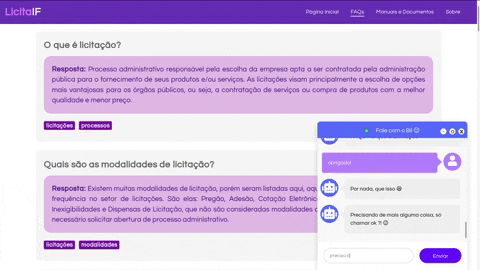 LicitaIF
Página Inicial
FAQs
Manuais e Documentos
Sobre
O que é licitação?
Resposta: Processo administrativo responsável pela escolha da empresa apta a ser contratada pela administração
pública para o fornecimento de seus produtos e/ou serviços. As licitações visam principalmente a escolha de opções
mais vantajosas para os órgãos públicos, ou seja, a contratação de serviços ou compra de produtos com a melhor
qualidade e menor preço.
licitações processos
Quais são as modalidades de licitação?
Resposta: Existem muitas modalidades de licitação, porém serão listadas aqui, aqu
frequência no setor de licitações. São elas: Pregão, Adesão, Cotação Eletrôni
Inexigibilidades e Dispensas de Licitação, que não são consideradas modalidades d
necessário solicitar abertura de processo administrativo.
licitações modalidades
Fale com o Bil 😉
obrigado!
Por nada, que isso 😆
Precisando de mais alguma coisa, só
chamar ok ?! 😉
preciso d
Enviar